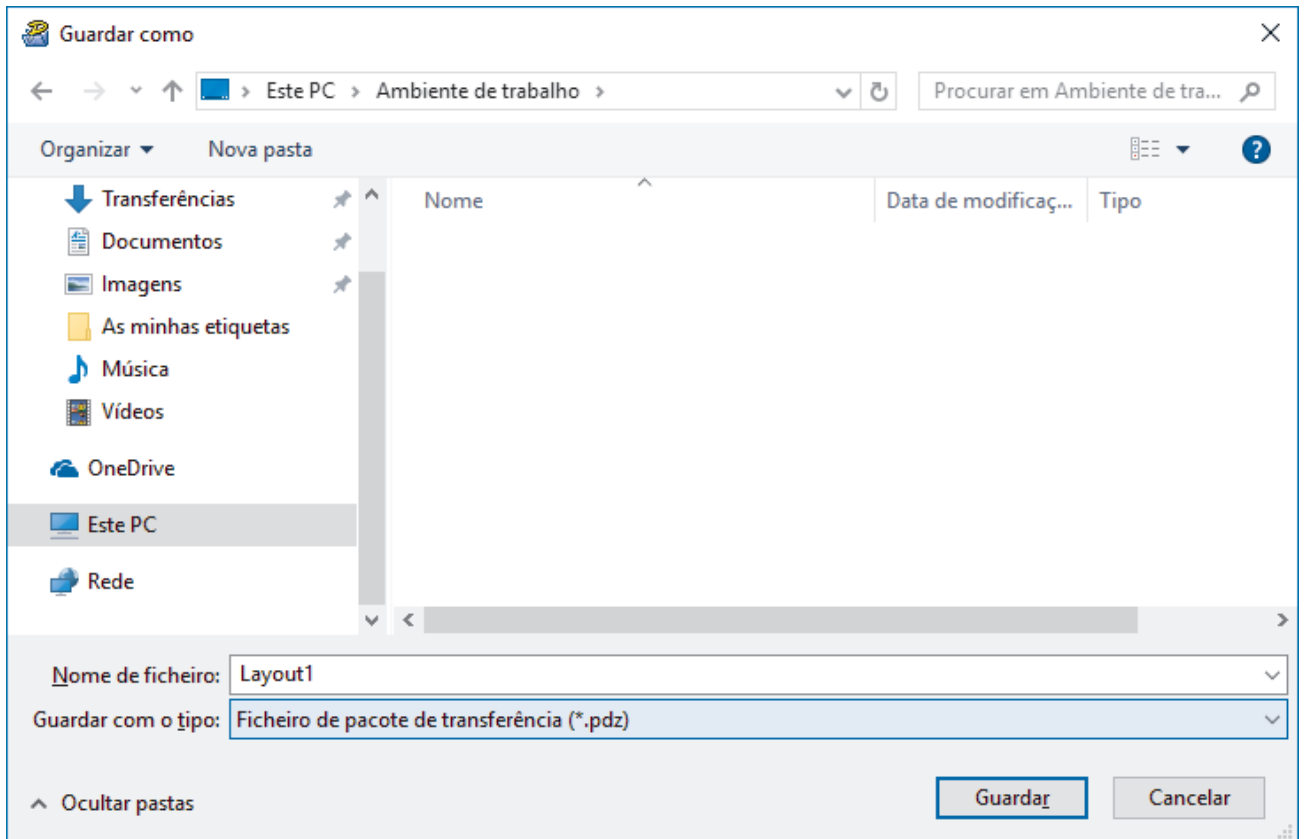 Guardar como
Este PC > Ambiente de trabalho >
Procurar em Ambiente de tra...
Organizar
Nova pasta
Transferências
Nome
Data de modificaç...
Tipo
Documentos
Imagens
As minhas etiquetas
Música
Vídeos
OneDrive
Este PC
Rede
Nome de ficheiro: Layout1
Guardar com o tipo: Ficheiro de pacote de transferência (*.pdz)
Ocultar pastas
Guardar
Cancelar